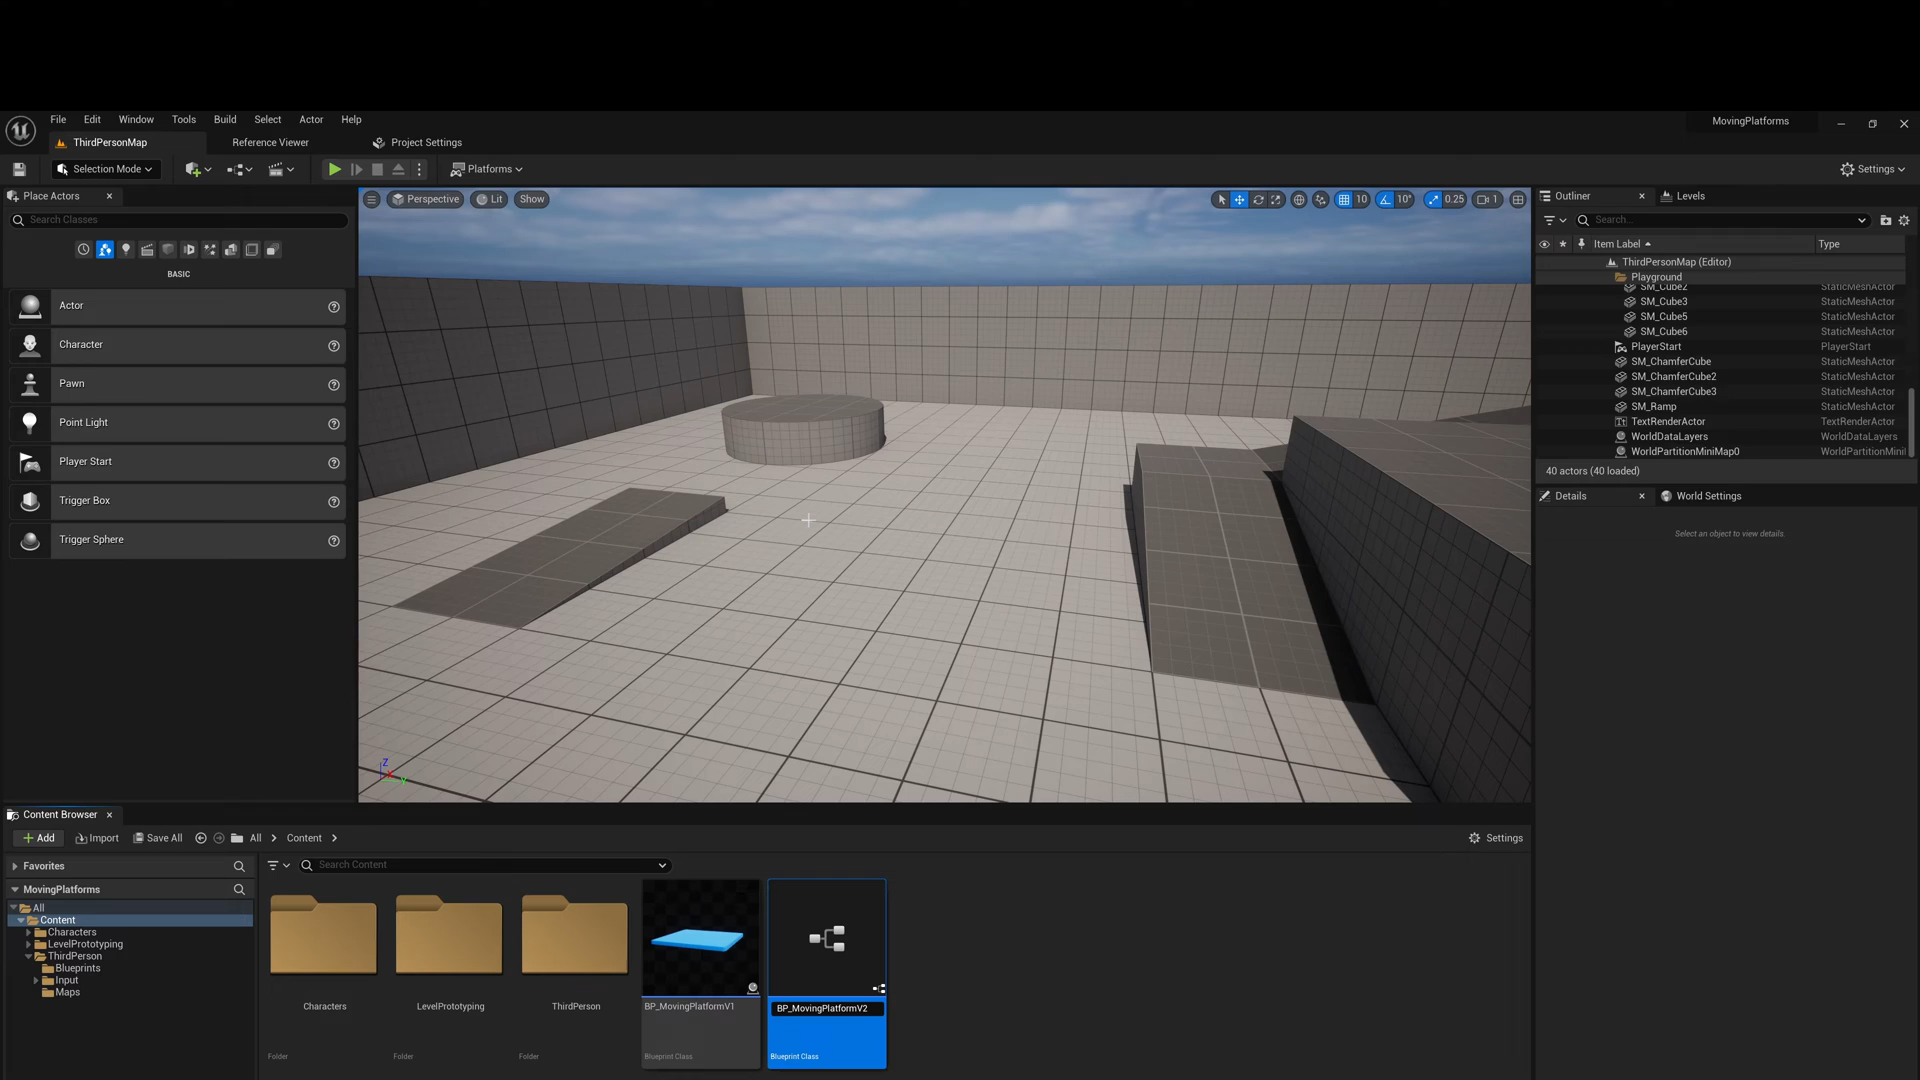 File Edit Window Tools Build Select Actor Help
MovingPlatforms
ThirdPersonMap Reference Viewer Project Settings
Selection Mode Platforms Settings
Place Actors
Search Classes
BASIC
Actor
Character
Pawn
Point Light
Player Start
Trigger Box
Trigger Sphere
Perspective Lit Show 10 10° 0.25 1
Z
Y
Outliner Levels
Search...
Item Label Type
ThirdPersonMap (Editor)
Playground
SM_Cube2 StaticMeshActor
SM_Cube3 StaticMeshActor
SM_Cube5 StaticMeshActor
SM_Cube6 StaticMeshActor
PlayerStart PlayerStart
SM_ChamferCube StaticMeshActor
SM_ChamferCube2 StaticMeshActor
SM_ChamferCube3 StaticMeshActor
SM_Ramp StaticMeshActor
TextRenderActor TextRenderActor
WorldDataLayers WorldDataLayers
WorldPartitionMiniMap0 WorldPartitionMini
40 actors (40 loaded)
Details World Settings
Select an object to view details.
Content Browser
Add Import Save All All Content Settings
Favorites
MovingPlatforms
All
Content
Characters
LevelPrototyping
ThirdPerson
Blueprints
Input
Maps
Search Content
Characters LevelPrototyping ThirdPerson BP_MovingPlatformV1 BP_MovingPlatformV2
Folder Folder Folder Blueprint Class Blueprint Class